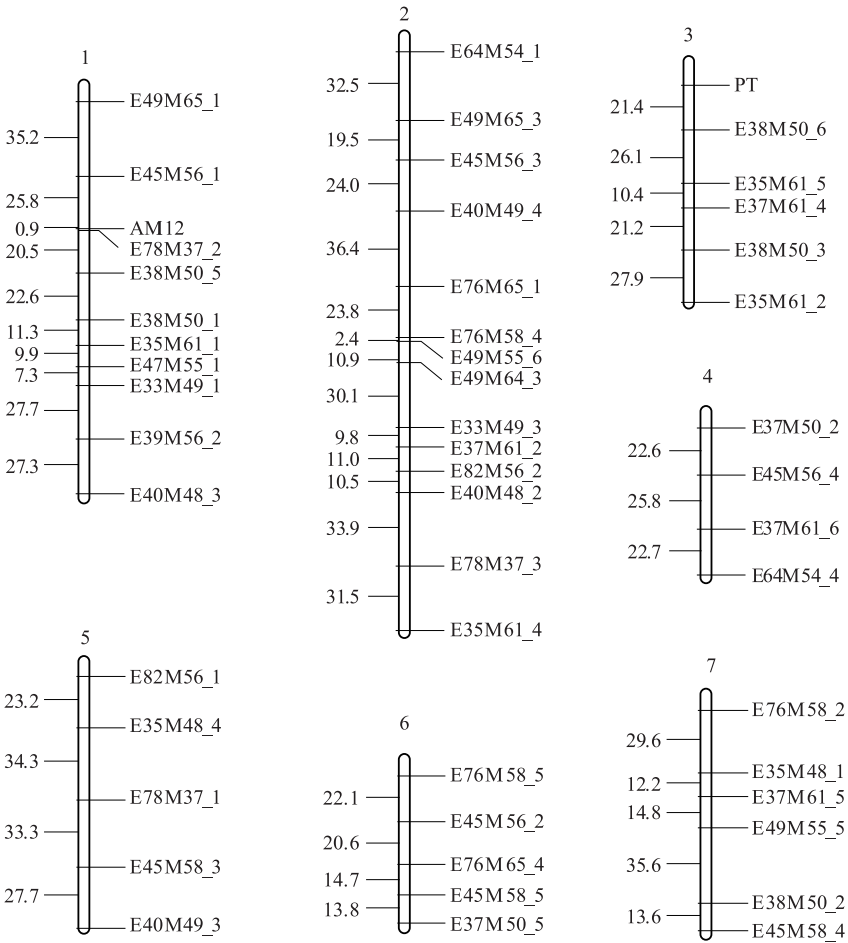 1
E49M65_1
35.2
E45M56_1
25.8
0.9
AM12
E78M37_2
20.5
E38M50_5
22.6
E38M50_1
11.3
E35M61_1
9.9
E47M55_1
7.3
E33M49_1
27.7
E39M56_2
27.3
E40M48_3
2
E64M54_1
32.5
E49M65_3
19.5
E45M56_3
24.0
E40M49_4
36.4
E76M65_1
23.8
E76M58_4
2.4
E49M55_6
10.9
E49M64_3
30.1
E33M49_3
9.8
E37M61_2
11.0
E82M56_2
10.5
E40M48_2
33.9
E78M37_3
31.5
E35M61_4
3
PT
21.4
E38M50_6
26.1
E35M61_5
10.4
E37M61_4
21.2
E38M50_3
27.9
E35M61_2
4
E37M50_2
22.6
E45M56_4
25.8
E37M61_6
22.7
E64M54_4
5
E82M56_1
23.2
E35M48_4
34.3
E78M37_1
33.3
E45M58_3
27.7
E40M49_3
6
E76M58_5
22.1
E45M56_2
20.6
E76M65_4
14.7
E45M58_5
13.8
E37M50_5
7
E76M58_2
29.6
E35M48_1
12.2
E37M61_5
14.8
E49M55_5
35.6
E38M50_2
13.6
E45M58_4